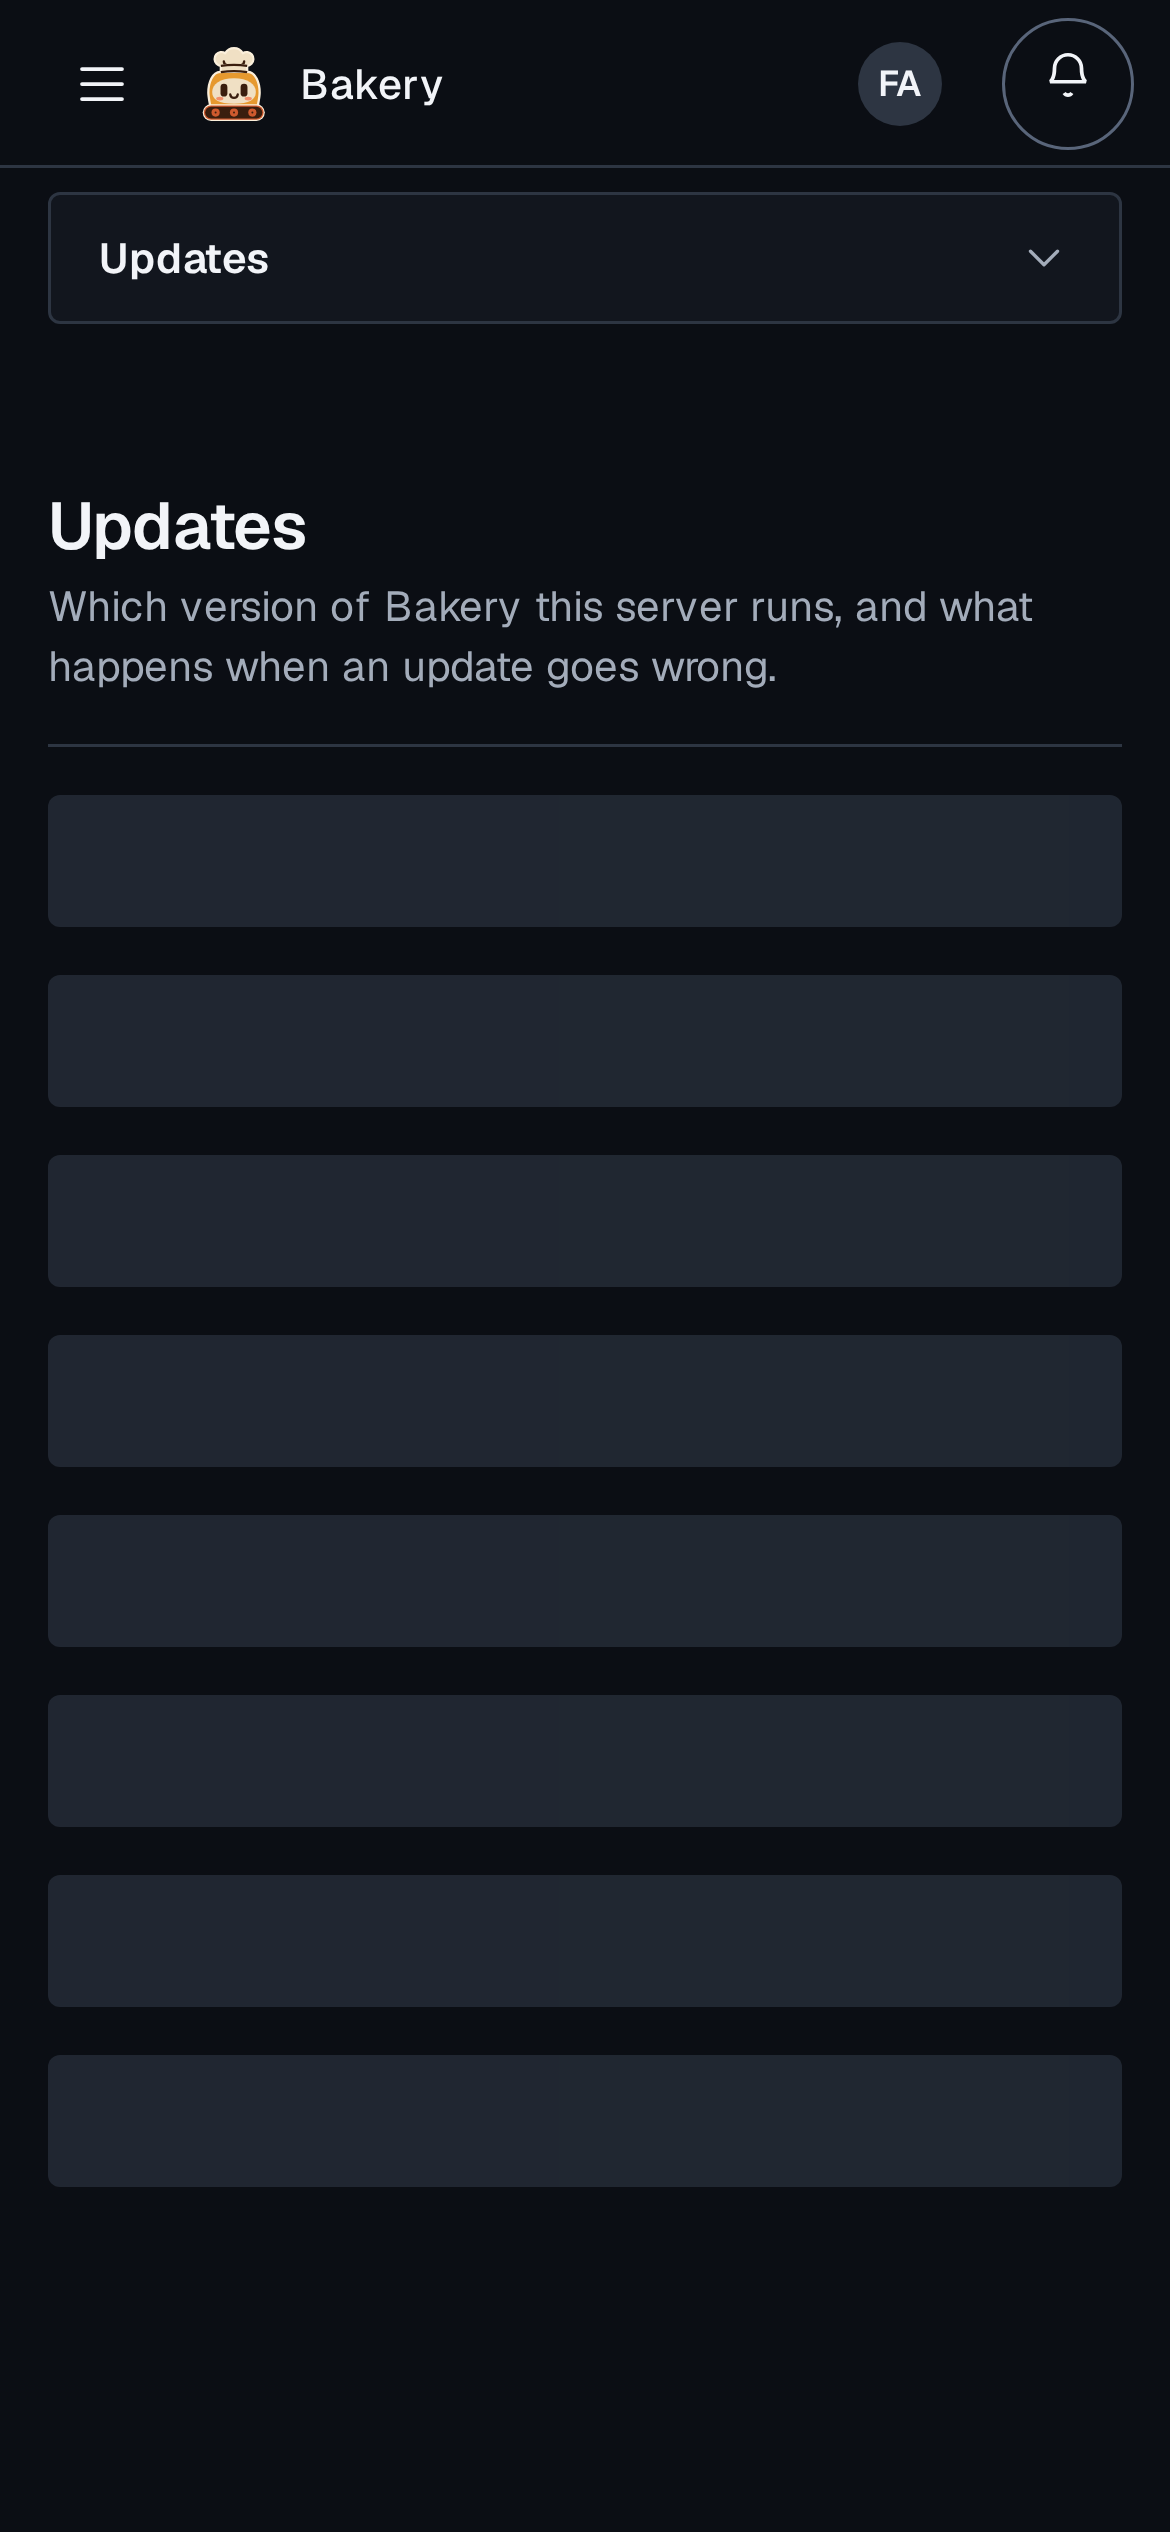 Bakery
FA
Updates
Updates
Which version of Bakery this server runs, and what
happens when an update goes wrong.